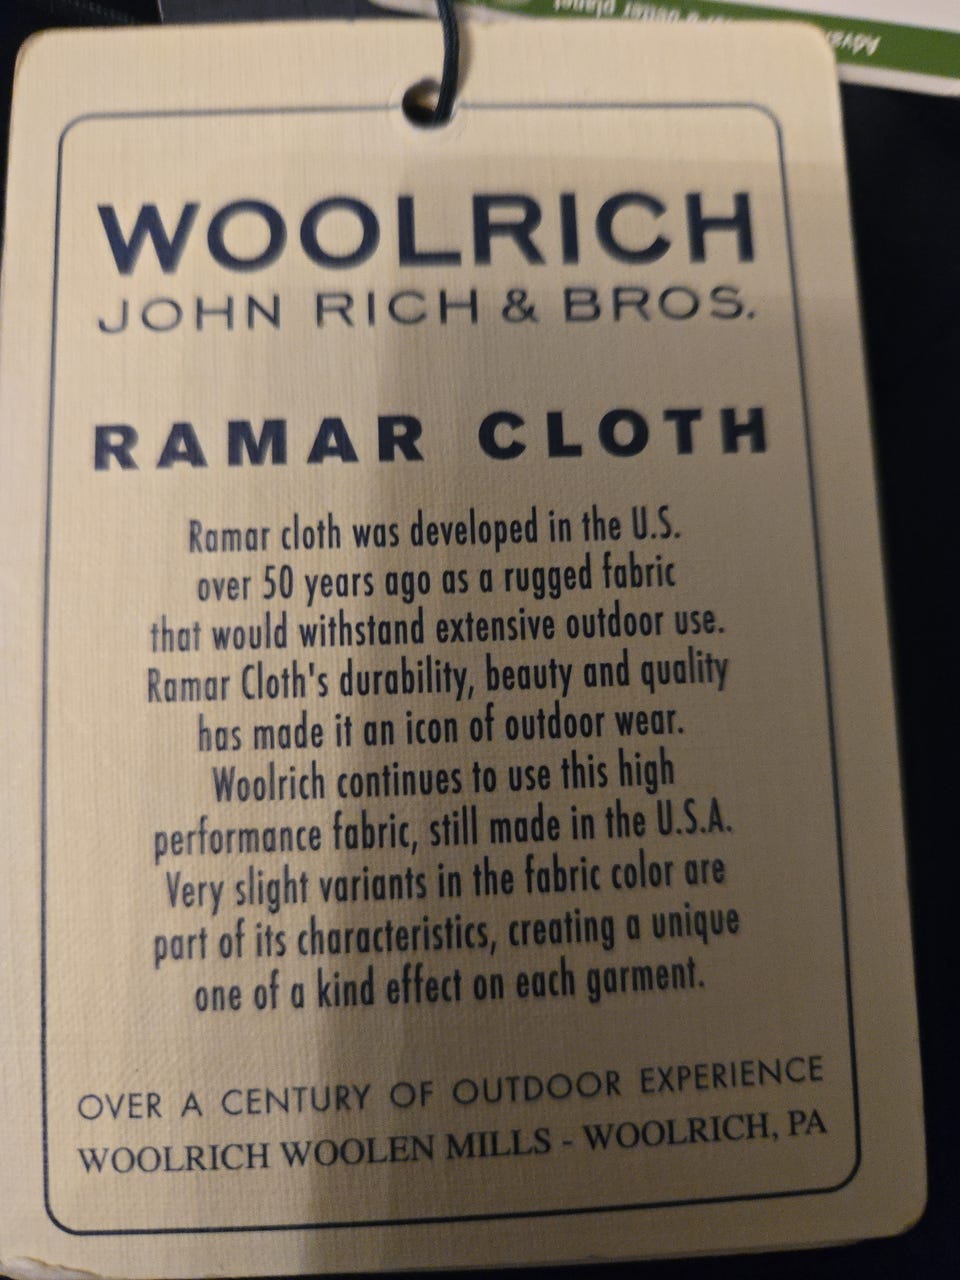 Advan
r a better planet
WOOLRICH
JOHN RICH & BROS.
RAMAR CLOTH
Ramar cloth was developed in the U.S.
over 50 years ago as a rugged fabric
that would withstand extensive outdoor use.
Ramar Cloth's durability, beauty and quality
has made it an icon of outdoor wear.
Woolrich continues to use this high
performance fabric, still made in the U.S.A.
Very slight variants in the fabric color are
part of its characteristics, creating a unique
one of a kind effect on each garment.
OVER A CENTURY OF OUTDOOR EXPERIENCE
WOOLRICH WOOLEN MILLS - WOOLRICH, PA